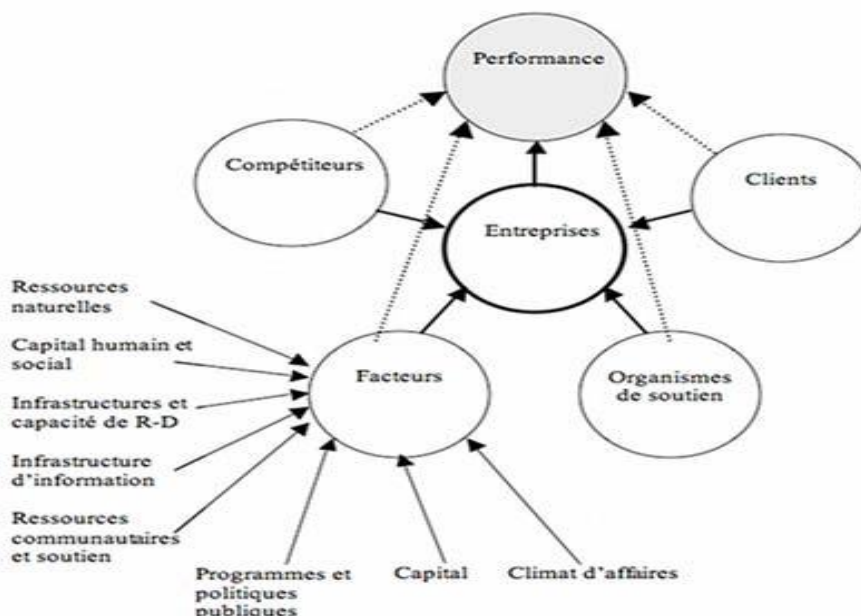 Performance
Compétiteurs
Clients
Entreprises
Ressources
naturelles
Capital humain et
social
Facteurs
Organismes
de soutien
Infrastructures et
capacité de R-D
Infrastructure
d'information
Ressources
communautaires
et soutien
Programmes et
politiques
publiques
Capital
Climat d'affaires